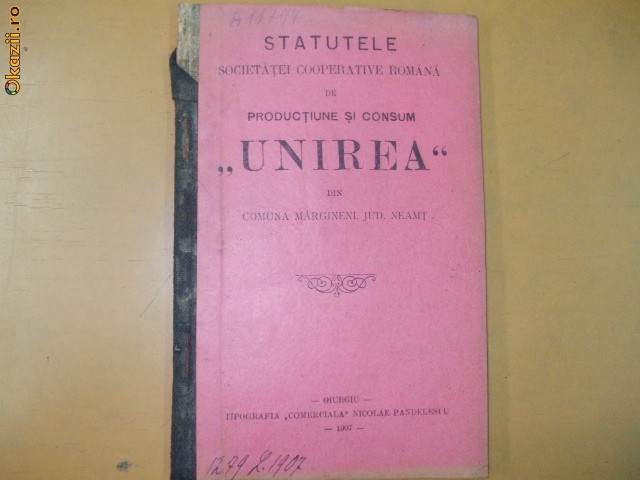 Okazii.ro
STATUTELE
SOCIETĂȚEI COOPERATIVE ROMÂNĂ
DE
PRODUCȚIUNE ȘI CONSUM
„UNIREA“
DIN
COMUNA MĂRGINENI, JUD. NEAMȚ
— GIURGIU —
TIPOGRAFIA „COMERCIALA“ NICOLAE PANDELESCU
— 1907 —
1279 2.1907